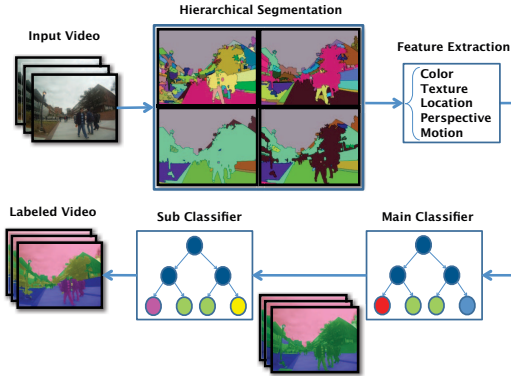 Hierarchical Segmentation
Input Video
Feature Extraction
Color
Texture
Location
Perspective
Motion
Labeled Video
Sub Classifier
Main Classifier